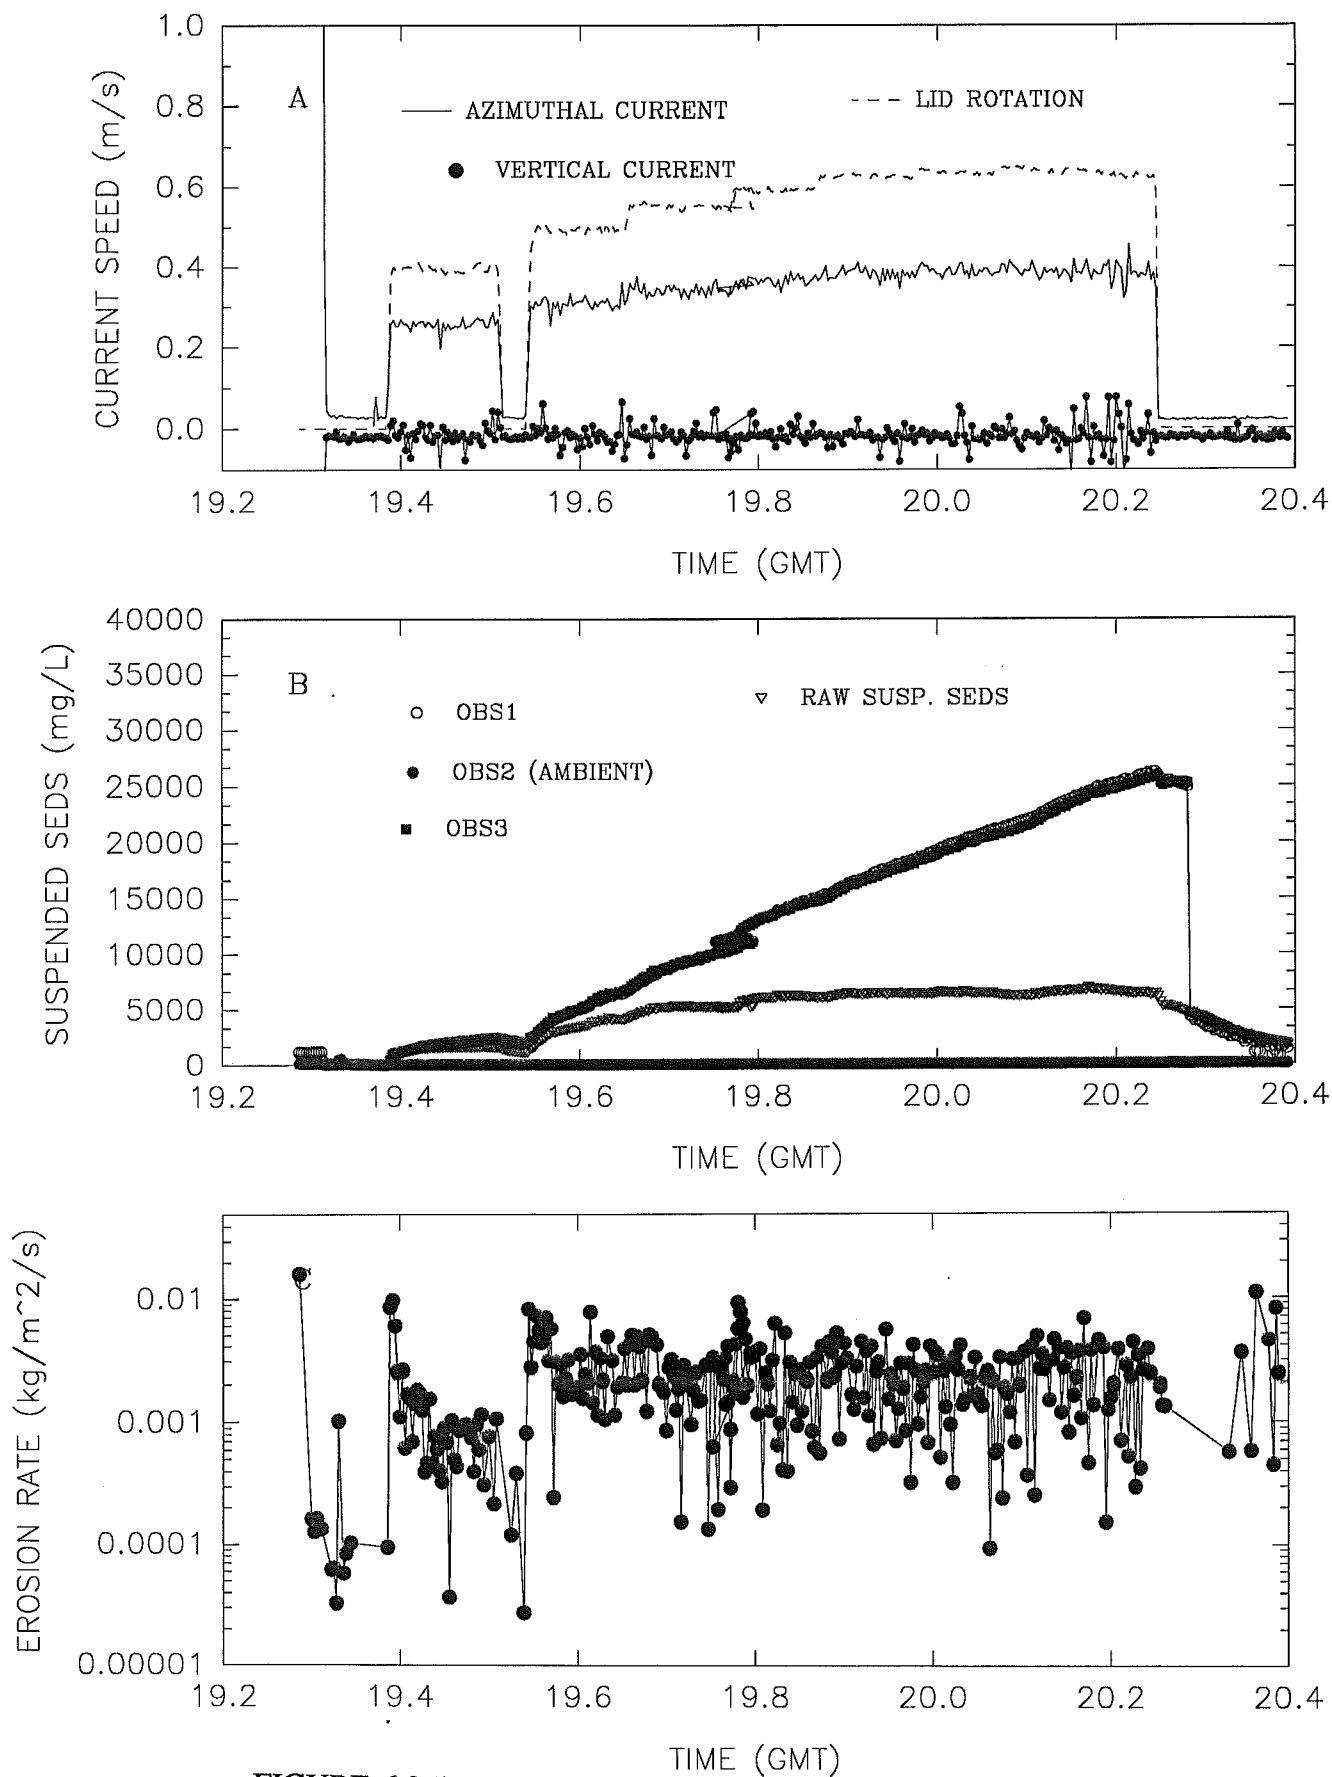 1.0
0.8
0.6
0.4
0.2
0.0
CURRENT SPEED (m/s)
A
AZIMUTHAL CURRENT
LID ROTATION
VERTICAL CURRENT
19.2 19.4 19.6 19.8 20.0 20.2 20.4
TIME (GMT)
40000
35000
30000
25000
20000
15000
10000
5000
0
SUSPENDED SEDS (mg/L)
B
OBS1
RAW SUSP. SEDS
OBS2 (AMBIENT)
OBS3
19.2 19.4 19.6 19.8 20.0 20.2 20.4
TIME (GMT)
0.01
0.001
0.0001
0.00001
EROSION RATE (kg/m^2/s)
C
19.2 19.4 19.6 19.8 20.0 20.2 20.4
TIME (GMT)
FIGURE